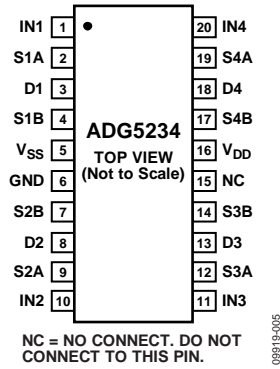 IN1 1 20 IN4
S1A 2 19 S4A
D1 3 18 D4
S1B 4 17 S4B
ADG5234
VSS 5 16 VDD
TOP VIEW
(Not to Scale)
GND 6 15 NC
S2B 7 14 S3B
D2 8 13 D3
S2A 9 12 S3A
IN2 10 11 IN3
NC = NO CONNECT. DO NOT
CONNECT TO THIS PIN.
09919-005